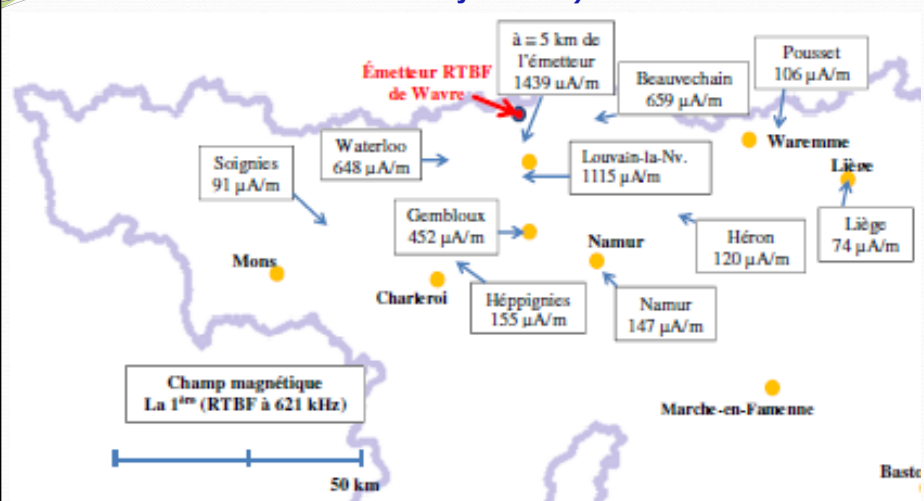 à = 5 km de
l'émetteur
1439 µA/m
Émetteur RTBF
de Wavre
Pousset
106 µA/m
Beauvechain
659 µA/m
Waremme
Waterloo
648 µA/m
Louvain-la-Nv.
1115 µA/m
Soignies
91 µA/m
Liège
Gembloux
452 µA/m
Namur
Héron
120 µA/m
Liège
74 µA/m
Mons
Charleroi
Héppignies
155 µA/m
Namur
147 µA/m
Champ magnétique
La 1ère (RTBF à 621 kHz)
Marche-en-Famenne
50 km
Basto